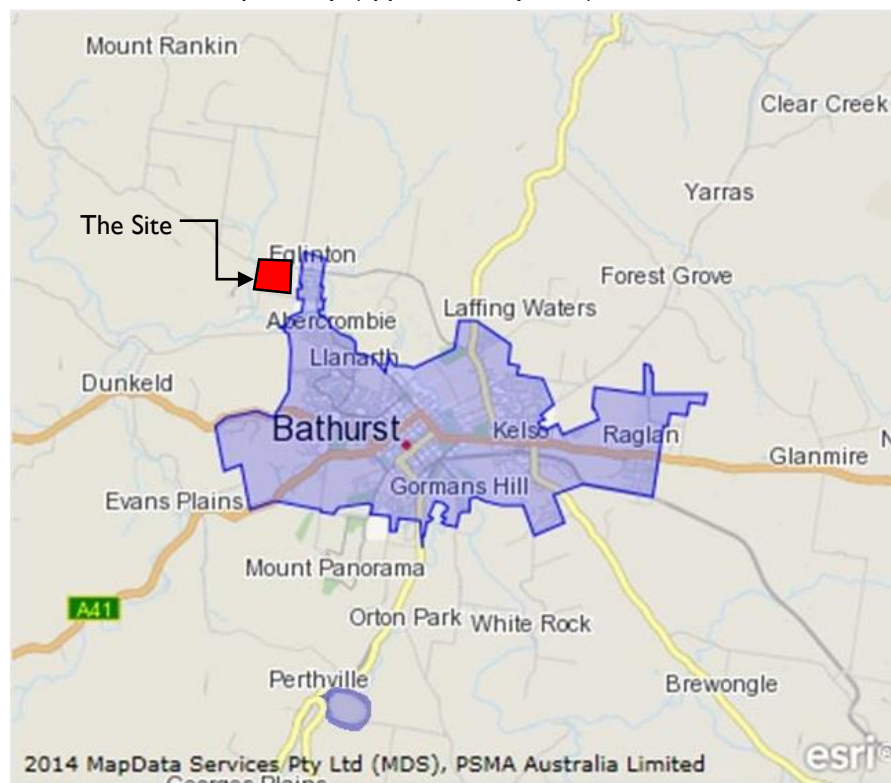 Mount Rankin
Clear Creek
Yarras
The Site
Eglinton
Forest Grove
Laffing Waters
Abercrombie
Llanarth
Dunkeld
Bathurst
Kelso
Raglan
Glanmire
Gormans Hill
Evans Plains
Mount Panorama
A41
Orton Park
White Rock
Perthville
Brewongle
2014 MapData Services Pty Ltd (MDS), PSMA Australia Limited
esri